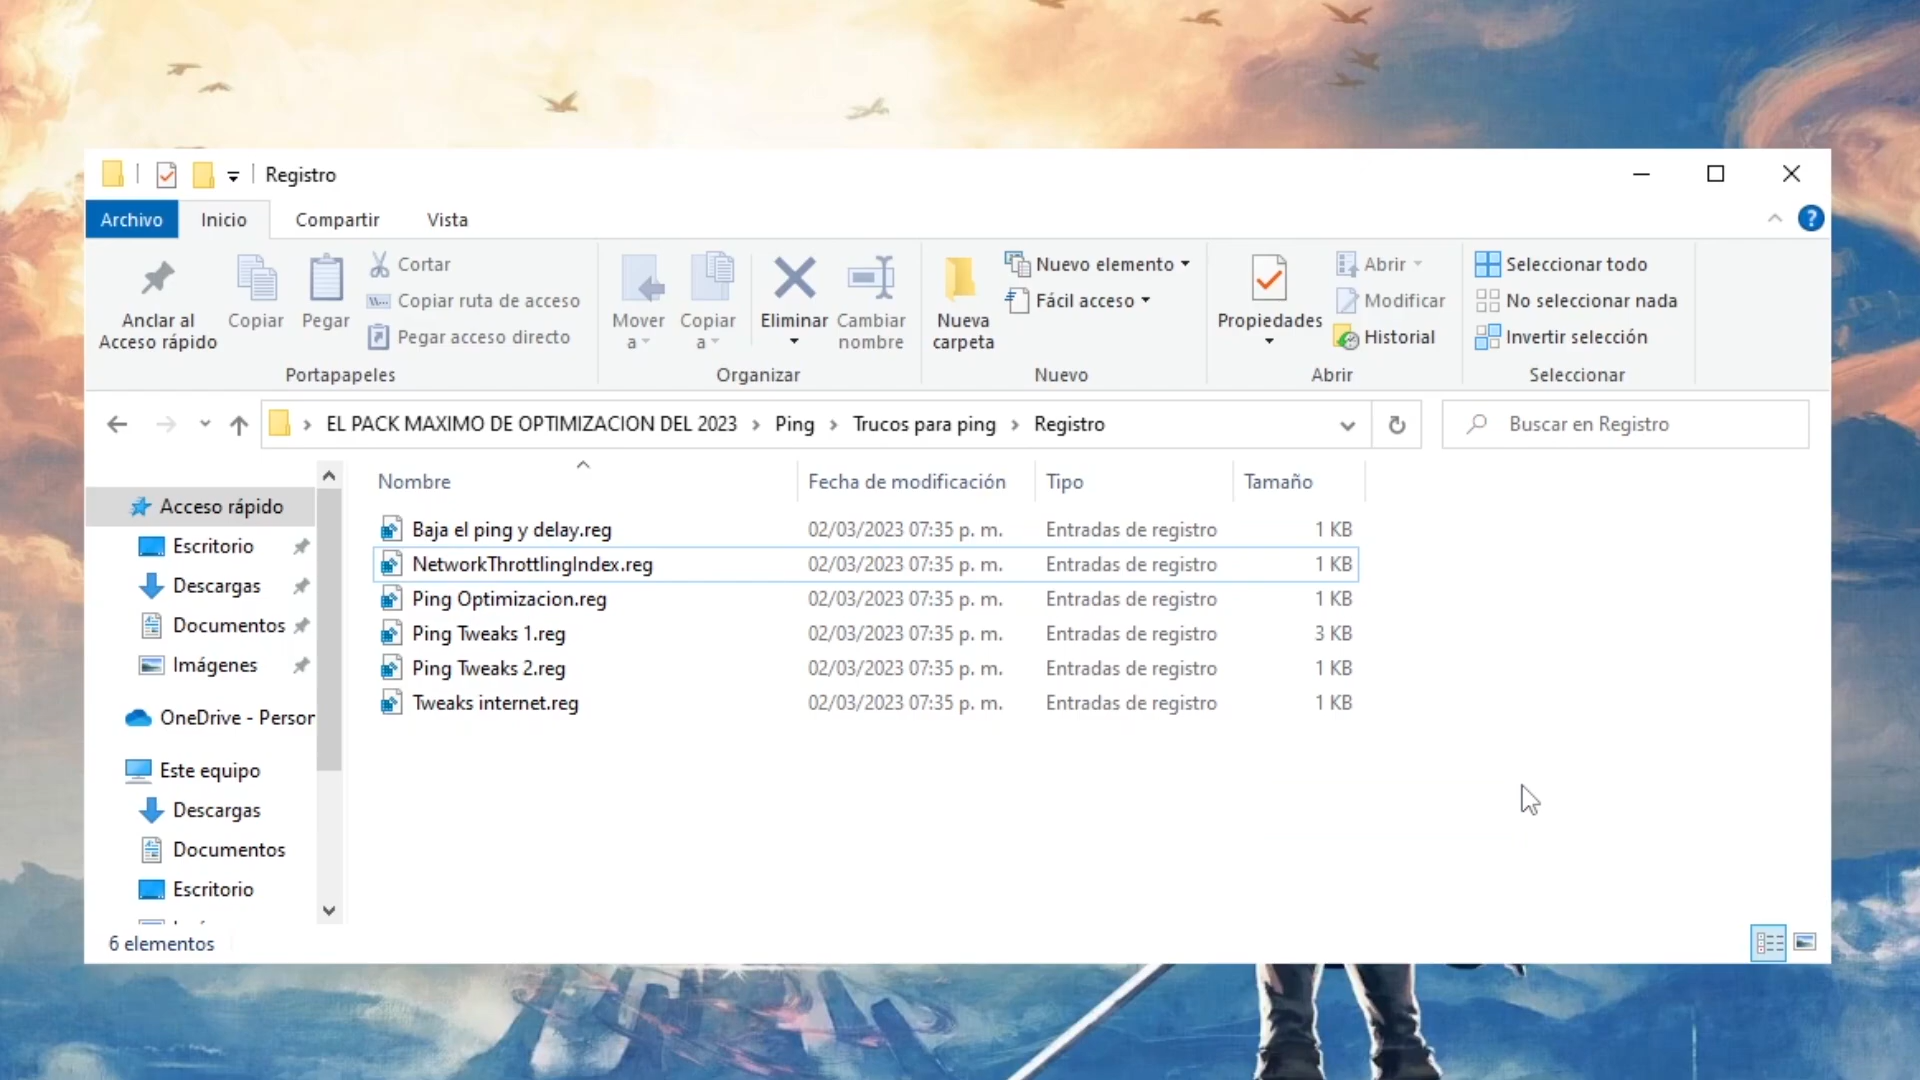 Registro
Archivo Inicio Compartir Vista
Anclar al
Acceso rápido
Copiar
Pegar
Cortar
Copiar ruta de acceso
Pegar acceso directo
Portapapeles
Mover
a
Copiar
a
Eliminar
Cambiar
nombre
Organizar
Nueva
carpeta
Nuevo elemento
Fácil acceso
Nuevo
Propiedades
Abrir
Modificar
Historial
Abrir
Seleccionar todo
No seleccionar nada
Invertir selección
Seleccionar
EL PACK MAXIMO DE OPTIMIZACION DEL 2023 › Ping › Trucos para ping › Registro
Buscar en Registro
Acceso rápido
Escritorio
Descargas
Documentos
Imágenes
OneDrive - Person
Este equipo
Descargas
Documentos
Escritorio
Nombre Fecha de modificación Tipo Tamaño
Baja el ping y delay.reg 02/03/2023 07:35 p. m. Entradas de registro 1 KB
NetworkThrottlingIndex.reg 02/03/2023 07:35 p. m. Entradas de registro 1 KB
Ping Optimizacion.reg 02/03/2023 07:35 p. m. Entradas de registro 1 KB
Ping Tweaks 1.reg 02/03/2023 07:35 p. m. Entradas de registro 3 KB
Ping Tweaks 2.reg 02/03/2023 07:35 p. m. Entradas de registro 1 KB
Tweaks internet.reg 02/03/2023 07:35 p. m. Entradas de registro 1 KB
6 elementos